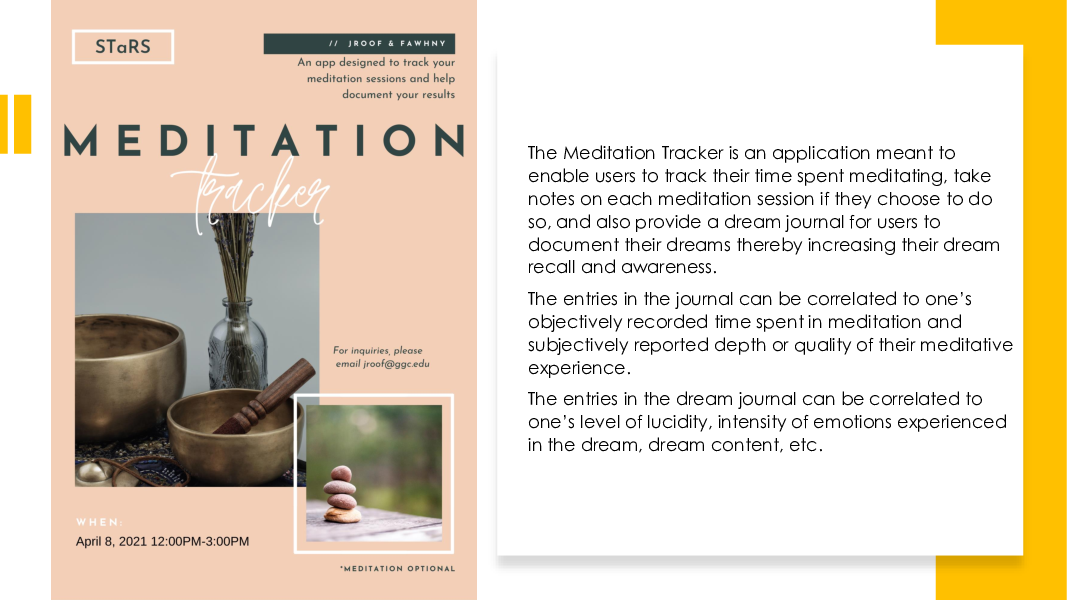 STaRS
// JROOF & FAWHNY
An app designed to track your
meditation sessions and help
document your results
MEDITATION
tracker
For inquiries, please
email jroof@ggc.edu
WHEN:
April 8, 2021 12:00PM-3:00PM
*MEDITATION OPTIONAL
The Meditation Tracker is an application meant to
enable users to track their time spent meditating, take
notes on each meditation session if they choose to do
so, and also provide a dream journal for users to
document their dreams thereby increasing their dream
recall and awareness.
The entries in the journal can be correlated to one’s
objectively recorded time spent in meditation and
subjectively reported depth or quality of their meditative
experience.
The entries in the dream journal can be correlated to
one’s level of lucidity, intensity of emotions experienced
in the dream, dream content, etc.